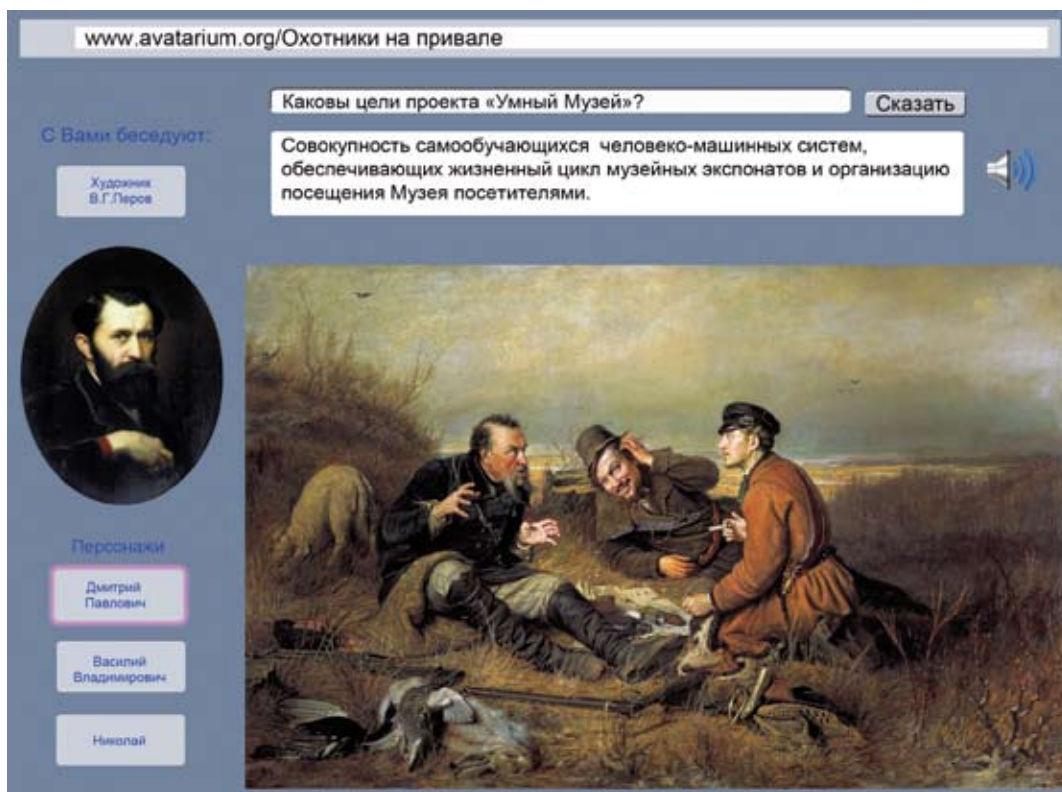 www.avatarium.org/Охотники на привале
Каковы цели проекта «Умный Музей»?
Сказать
С Вами беседуют:
Совокупность самообучающихся человеко-машинных систем,
обеспечивающих жизненный цикл музейных экспонатов и организацию
посещения Музея посетителями.
Художник
В.Г.Перов
Персонажи
Дмитрий
Павлович
Василий
Владимирович
Николай